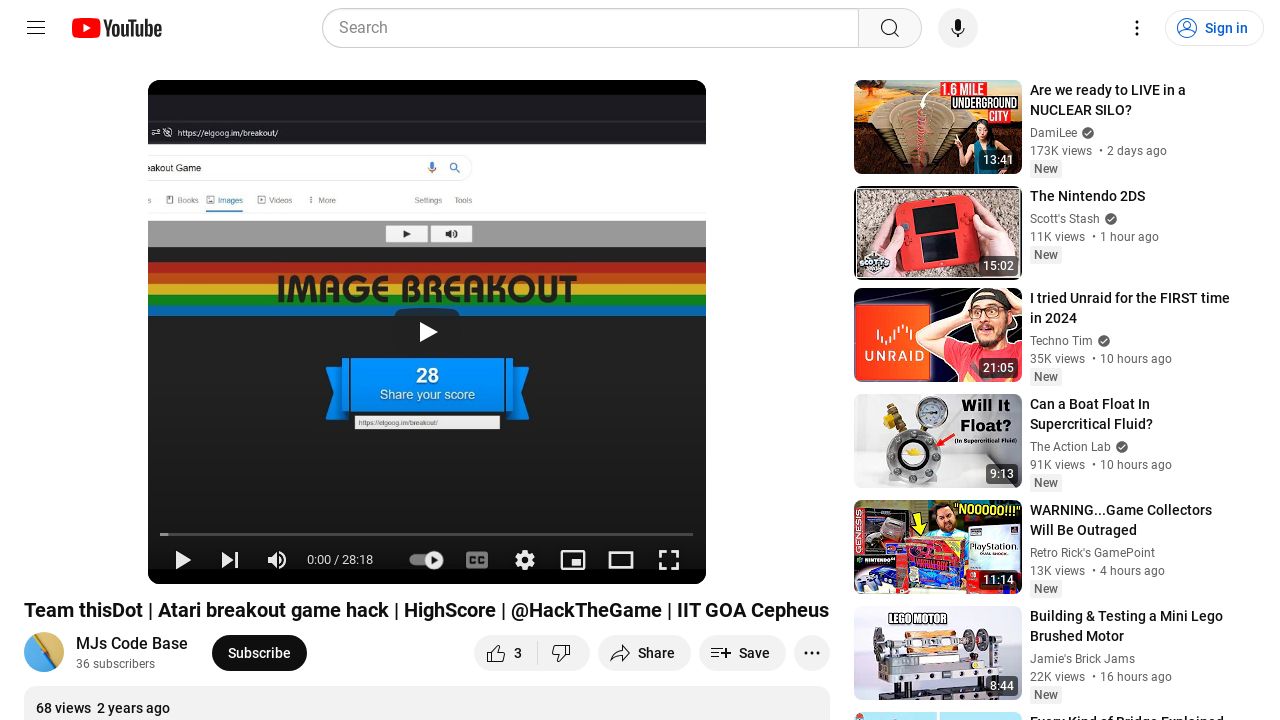 YouTube
Search
Sign in
https://elgoog.im/breakout/
eakout Game
s
Books
Images
Videos
More
Settings
Tools
IMAGE BREAKOUT
28
Share your score
https://elgoog.im/breakout/
0:00 / 28:18
CC
Team thisDot | Atari breakout game hack | HighScore | @HackTheGame | IIT GOA Cepheus
MJs Code Base
36 subscribers
Subscribe
3
Share
Save
68 views 2 years ago
1.6 MILE
UNDERGROUND
CITY
13:41
Are we ready to LIVE in a
NUCLEAR SILO?
DamiLee
173K views • 2 days ago
New
SCOTT'S
15:02
The Nintendo 2DS
Scott's Stash
11K views • 1 hour ago
New
UNRAID
21:05
I tried Unraid for the FIRST time
in 2024
Techno Tim
35K views • 10 hours ago
New
Will It
Float?
(In Supercritical Fluid)
9:13
Can a Boat Float In
Supercritical Fluid?
The Action Lab
91K views • 10 hours ago
New
"NOOOOO!!!"
GENESIS
PlayStation
11:14
WARNING...Game Collectors
Will Be Outraged
Retro Rick's GamePoint
13K views • 4 hours ago
New
LEGO MOTOR
8:44
Building & Testing a Mini Lego
Brushed Motor
Jamie's Brick Jams
22K views • 16 hours ago
New
Every Kind of Bridge Explained